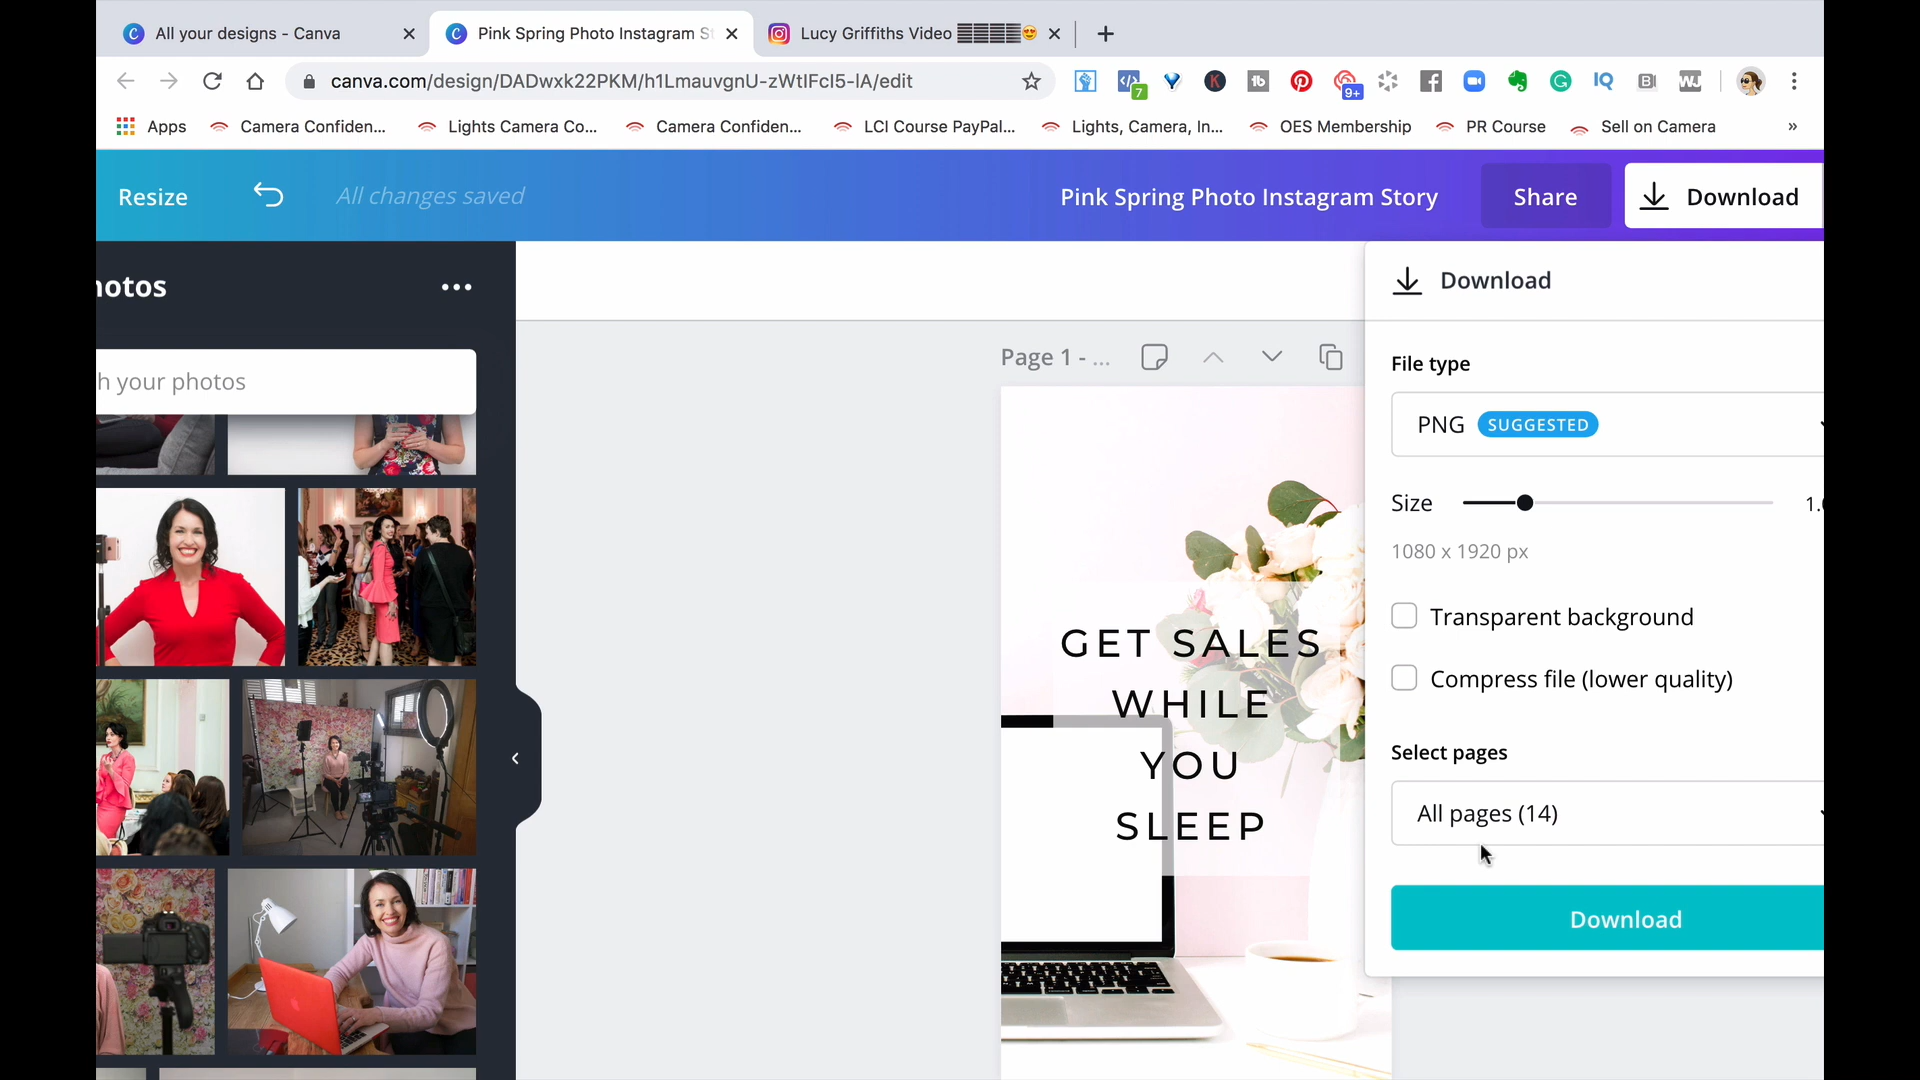 All your designs - Canva
Pink Spring Photo Instagram S
Lucy Griffiths Video
canva.com/design/DADwxk22PKM/h1LmauvgnU-zWtIFcI5-lA/edit
7
9+
Apps
Camera Confiden...
Lights Camera Co...
Camera Confiden...
LCI Course PayPal...
Lights, Camera, In...
OES Membership
PR Course
Sell on Camera
»
Resize
All changes saved
Pink Spring Photo Instagram Story
Share
Download
hotos
h your photos
Page 1 - ...
GET SALES
WHILE
YOU
SLEEP
Download
File type
PNG SUGGESTED
Size
1080 x 1920 px
Transparent background
Compress file (lower quality)
Select pages
All pages (14)
Download